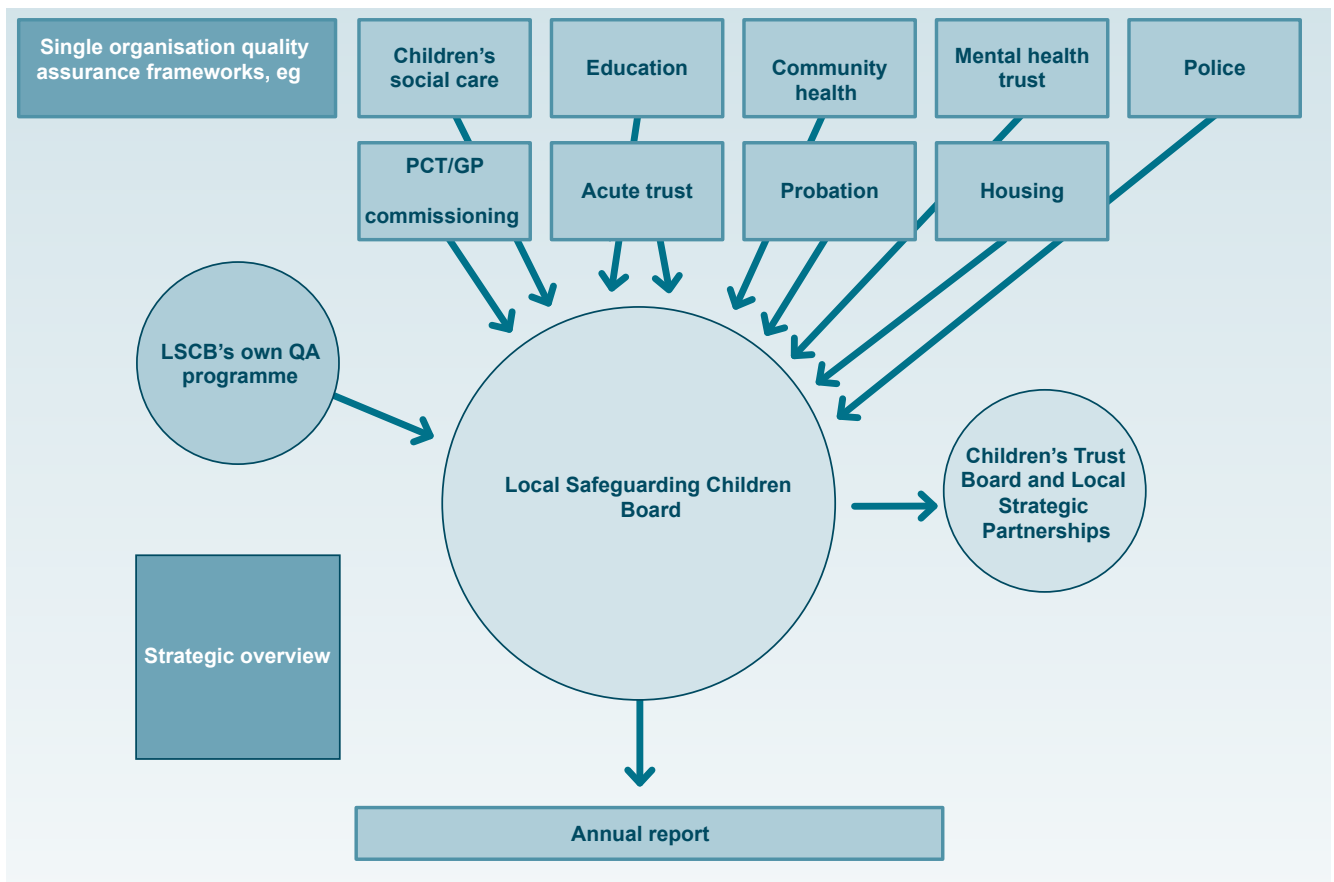 Single organisation quality
assurance frameworks, eg
Children’s
social care
Education
Community
health
Mental health
trust
Police
PCT/GP
commissioning
Acute trust
Probation
Housing
LSCB’s own QA
programme
Local Safeguarding Children
Board
Children’s Trust
Board and Local
Strategic
Partnerships
Strategic overview
Annual report